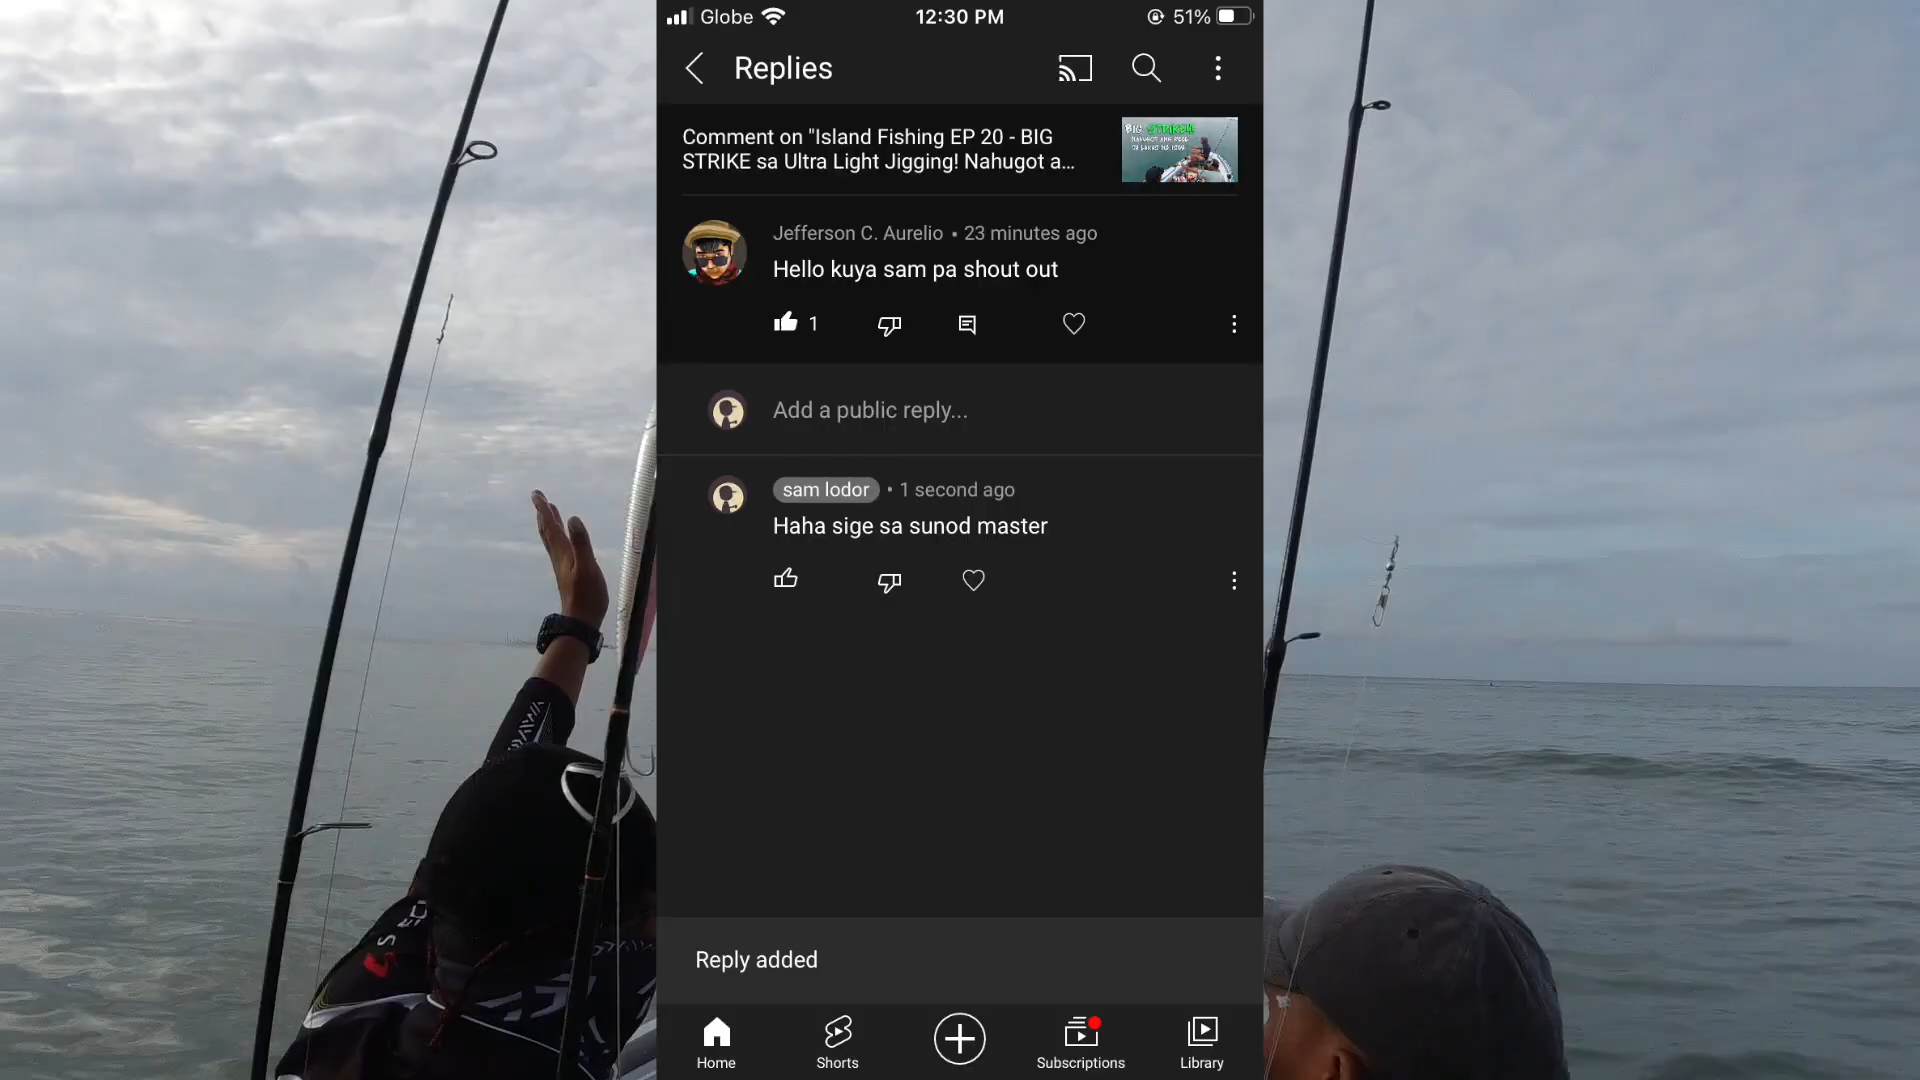 Globe
12:30 PM
51%
Replies
Comment on "Island Fishing EP 20 - BIG
STRIKE sa Ultra Light Jigging! Nahugot a...
BIG STRIKE!
Jefferson C. Aurelio • 23 minutes ago
Hello kuya sam pa shout out
1
Add a public reply...
sam lodor • 1 second ago
Haha sige sa sunod master
Reply added
Home
Shorts
Subscriptions
Library